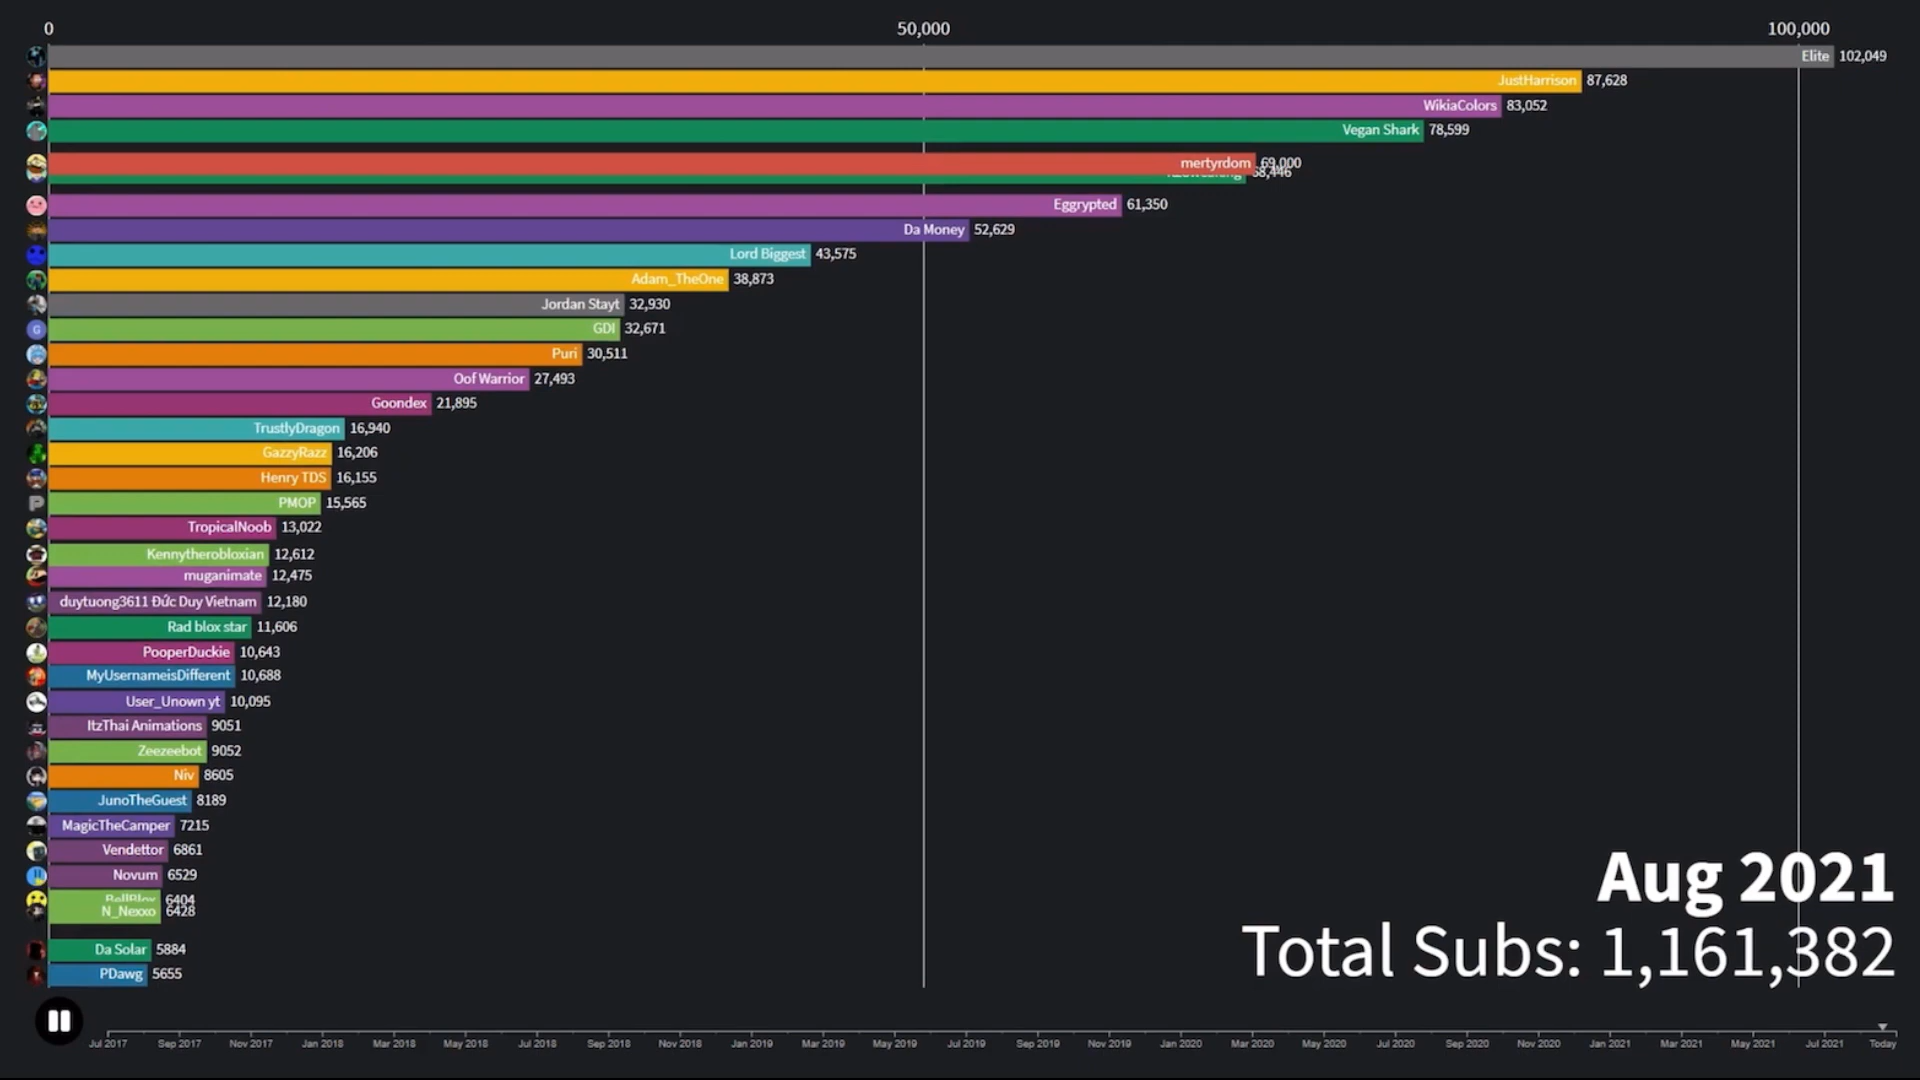 0 50,000 100,000
Elite 102,049
JustHarrison 87,628
WikiaColors 83,052
Vegan Shark 78,599
mertyrdom 69,000
Eggrypted 61,350
Da Money 52,629
Lord Biggest 43,575
Adam_TheOne 38,873
Jordan Stayt 32,930
G GDI 32,671
Puri 30,511
Oof Warrior 27,493
Goondex 21,895
TrustlyDragon 16,940
GazzyRazz 16,206
Henry TDS 16,155
P PMOP 15,565
TropicalNoob 13,022
Kennytherobloxian 12,612
muganimate 12,475
duytuong3611 Đức Duy Vietnam 12,180
Rad blox star 11,606
PooperDuckie 10,643
MyUsernameisDifferent 10,688
User_Unown yt 10,095
ItzThai Animations 9051
Zeezeebot 9052
Niv 8605
JunoTheGuest 8189
MagicTheCamper 7215
Vendettor 6861
Novum 6529
6404
N_Nexxo 6428
Da Solar 5884
PDawg 5655
Aug 2021
Total Subs: 1,161,382
Jul 2017 Sep 2017 Nov 2017 Jan 2018 Mar 2018 May 2018 Jul 2018 Sep 2018 Nov 2018 Jan 2019 Mar 2019 May 2019 Jul 2019 Sep 2019 Nov 2019 Jan 2020 Mar 2020 May 2020 Jul 2020 Sep 2020 Nov 2020 Jan 2021 Mar 2021 May 2021 Jul 2021 Today